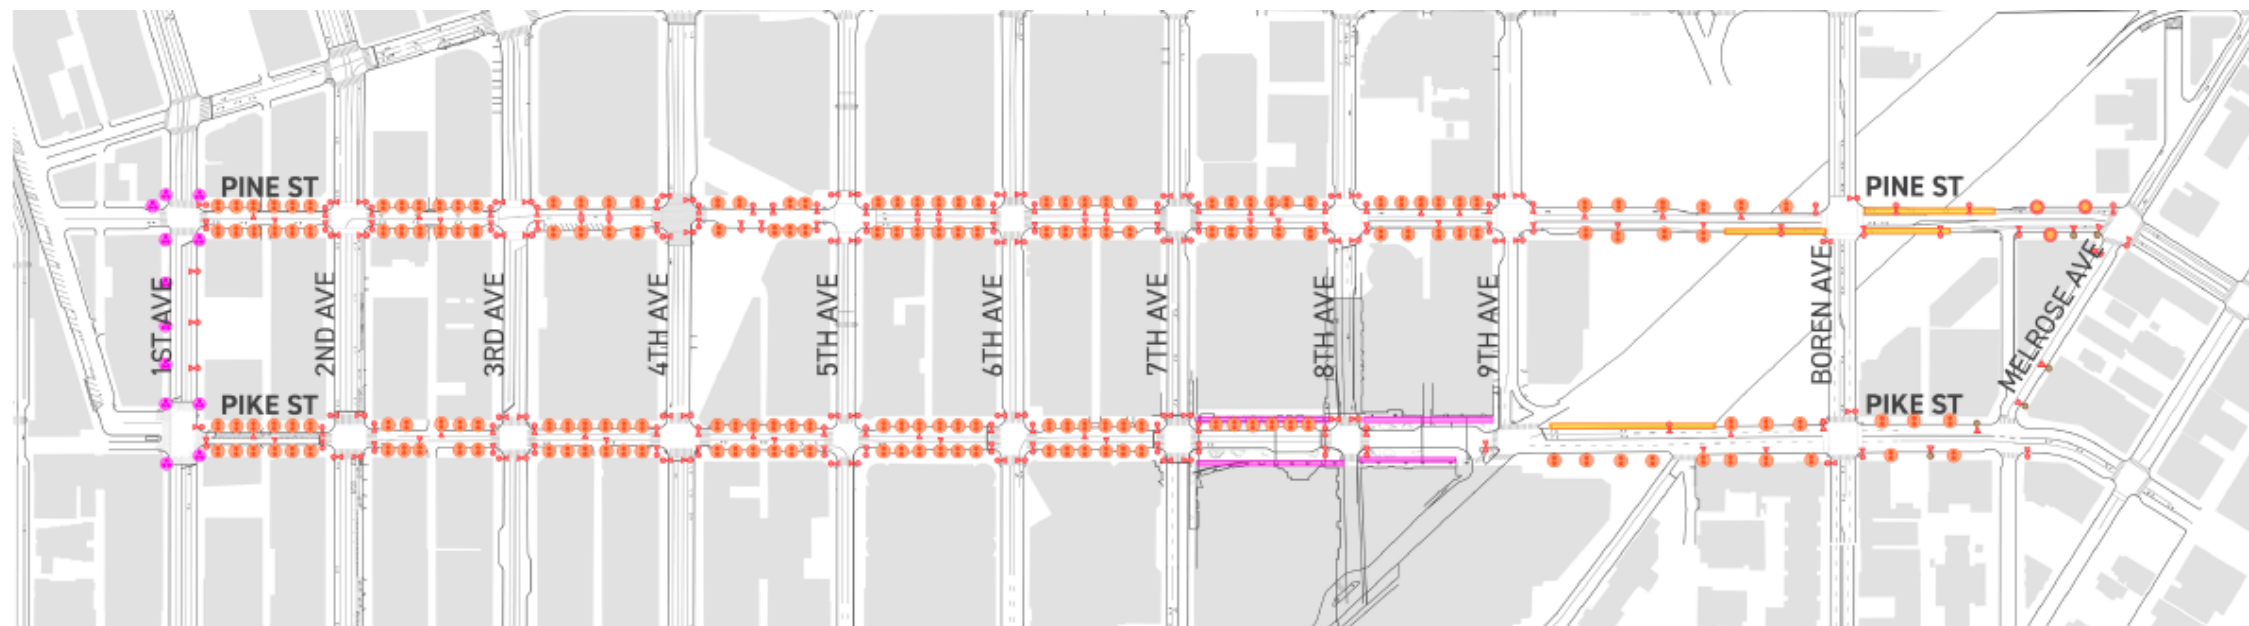 PINE ST
PINE ST
1ST AVE
2ND AVE
3RD AVE
4TH AVE
5TH AVE
6TH AVE
7TH AVE
8TH AVE
9TH AVE
BOREN AVE
MELROSE AVE
PIKE ST
PIKE ST